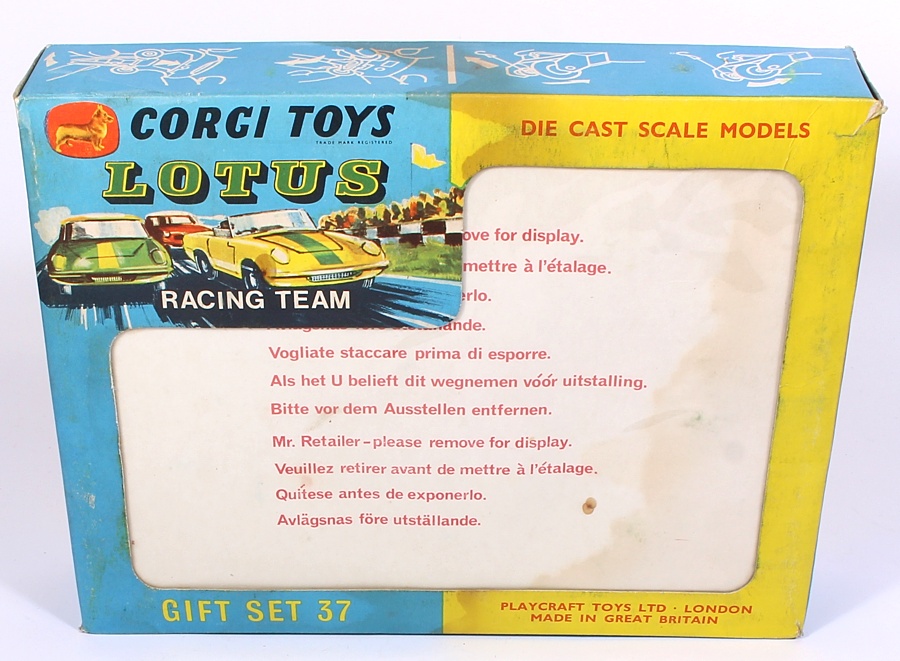 CORGI TOYS
TRADE MARK REGISTERED
LOTUS
RACING TEAM
DIE CAST SCALE MODELS
ove for display.
mettre à l'étalage.
erlo.
Avlägsnas före utställande.
Vogliate staccare prima di esporre.
Als het U belieft dit wegnemen vóór uitstalling.
Bitte vor dem Ausstellen entfernen.
Mr. Retailer–please remove for display.
Veuillez retirer avant de mettre à l'étalage.
Quítese antes de exponerlo.
Avlägsnas före utställande.
GIFT SET 37
PLAYCRAFT TOYS LTD · LONDON
MADE IN GREAT BRITAIN